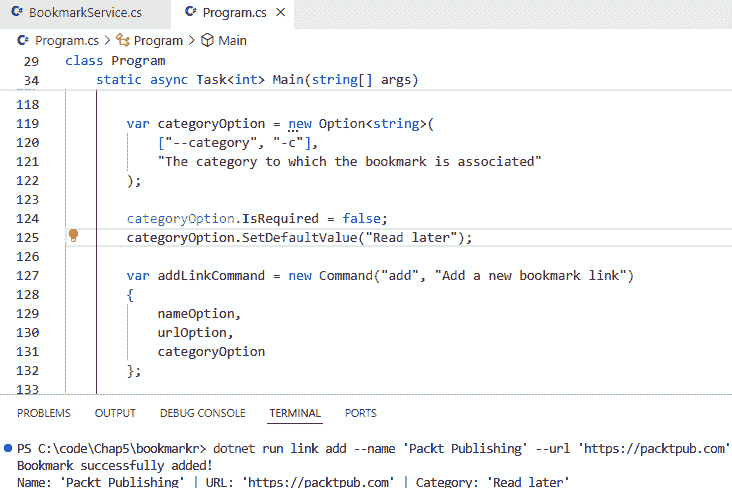 BookmarkService.cs Program.cs
Program.cs > Program > Main
29 class Program
34 static async Task<int> Main(string[] args)
118
119 var categoryOption = new Option<string>(
120 ["--category", "-c"],
121 "The category to which the bookmark is associated"
122 );
123
124 categoryOption.IsRequired = false;
125 categoryOption.SetDefaultValue("Read later");
126
127 var addLinkCommand = new Command("add", "Add a new bookmark link")
128 {
129 nameOption,
130 urlOption,
131 categoryOption
132 };
133
PROBLEMS OUTPUT DEBUG CONSOLE TERMINAL PORTS
PS C:\code\Chap5\bookmarkr> dotnet run link add --name 'Packt Publishing' --url 'https://packtpub.com'
Bookmark successfully added!
Name: 'Packt Publishing' | URL: 'https://packtpub.com' | Category: 'Read later'